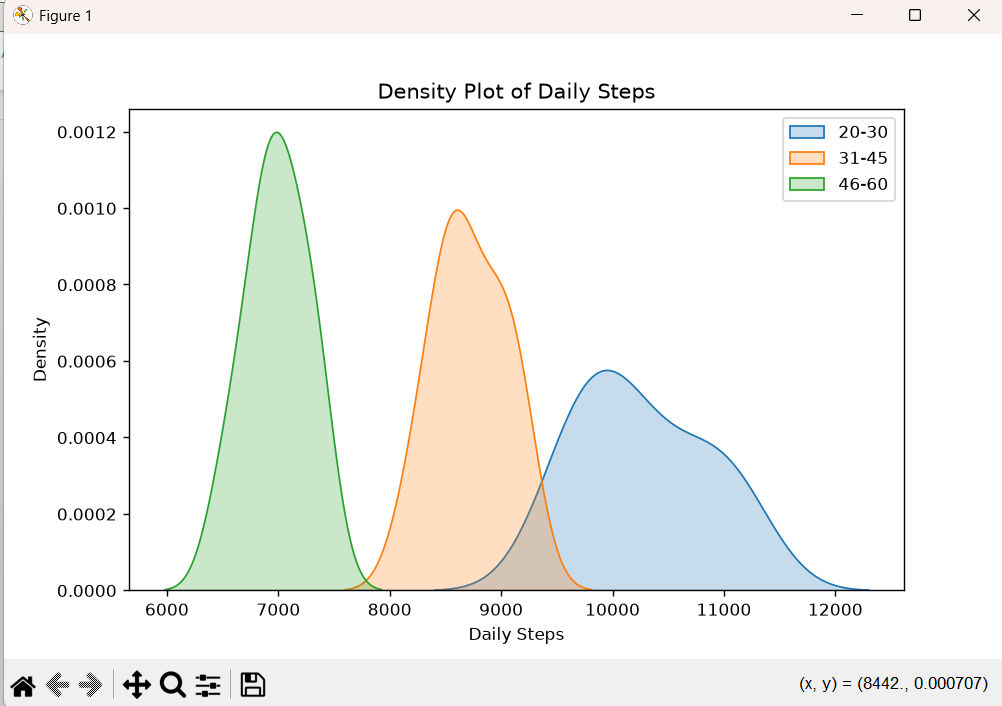 Figure 1
Density Plot of Daily Steps
20-30
31-45
46-60
0.0012
0.0010
0.0008
0.0006
0.0004
0.0002
0.0000
Density
6000 7000 8000 9000 10000 11000 12000
Daily Steps
(x, y) = (8442., 0.000707)